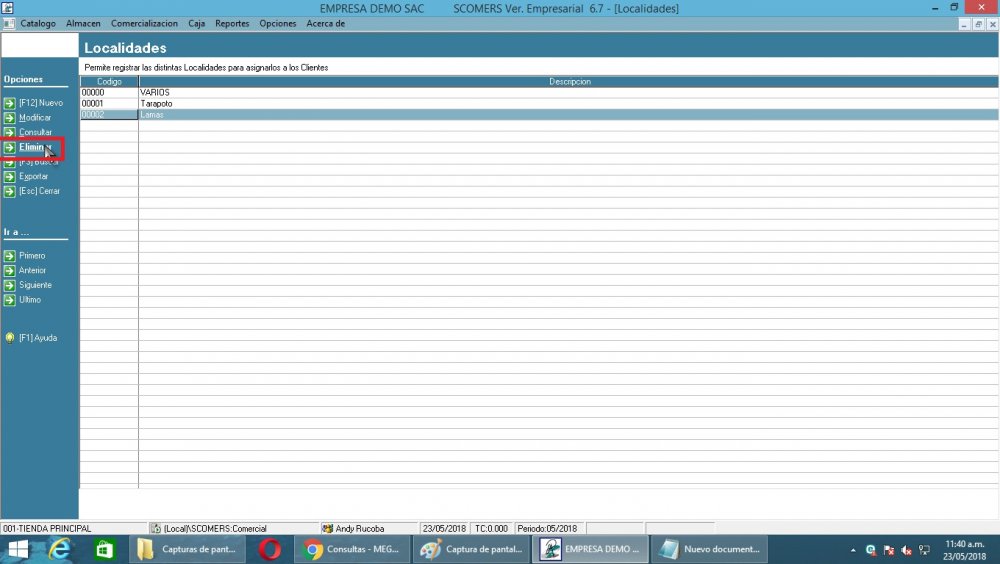 EMPRESA DEMO SAC SCOMERS Ver. Empresarial 6.7 - [Localidades]
Catalogo Almacen Comercializacion Caja Reportes Opciones Acerca de
Localidades
Permite registrar las distintas Localidades para asignarlos a los Clientes
Opciones
[F12] Nuevo
Modificar
Consultar
Eliminar
[F3] Buscar
Exportar
[Esc] Cerrar
Ir a ...
Primero
Anterior
Siguiente
Ultimo
[F1] Ayuda
Codigo Descripcion
00000 VARIOS
00001 Tarapoto
00002 Lamas
001-TIENDA PRINCIPAL (Local)\SCOMERS:Comercial Andy Rucoba 23/05/2018 TC:0.000 Periodo:05/2018
Capturas de pant... Consultas - MEG... Captura de pantal... EMPRESA DEMO ... Nuevo document... 11:40 a.m.
23/05/2018